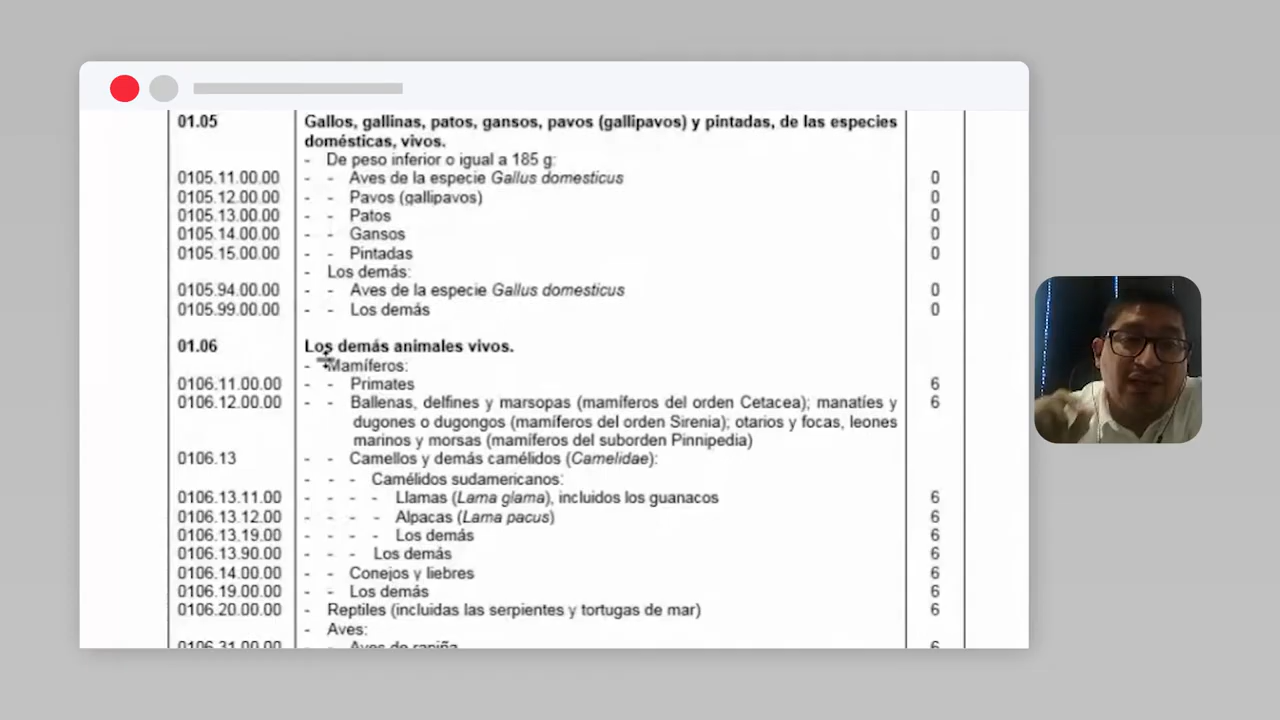 01.05 Gallos, gallinas, patos, gansos, pavos (gallipavos) y pintadas, de las especies
domésticas, vivos.
- De peso inferior o igual a 185 g:
0105.11.00.00 - - Aves de la especie Gallus domesticus 0
0105.12.00.00 - - Pavos (gallipavos) 0
0105.13.00.00 - - Patos 0
0105.14.00.00 - - Gansos 0
0105.15.00.00 - - Pintadas 0
- Los demás:
0105.94.00.00 - - Aves de la especie Gallus domesticus 0
0105.99.00.00 - - Los demás 0
01.06 Los demás animales vivos.
- Mamíferos:
0106.11.00.00 - - Primates 6
0106.12.00.00 - - Ballenas, delfines y marsopas (mamíferos del orden Cetacea); manatíes y 6
dugones o dugongos (mamíferos del orden Sirenia); otarios y focas, leones
marinos y morsas (mamíferos del suborden Pinnipedia)
0106.13 - - Camellos y demás camélidos (Camelidae):
- - - Camélidos sudamericanos:
0106.13.11.00 - - - - Llamas (Lama glama), incluidos los guanacos 6
0106.13.12.00 - - - - Alpacas (Lama pacus) 6
0106.13.19.00 - - - - Los demás 6
0106.13.90.00 - - - Los demás 6
0106.14.00.00 - - Conejos y liebres 6
0106.19.00.00 - - Los demás 6
0106.20.00.00 - Reptiles (incluidas las serpientes y tortugas de mar) 6
- Aves:
0106.31.00.00 - - Aves de rapiña 6